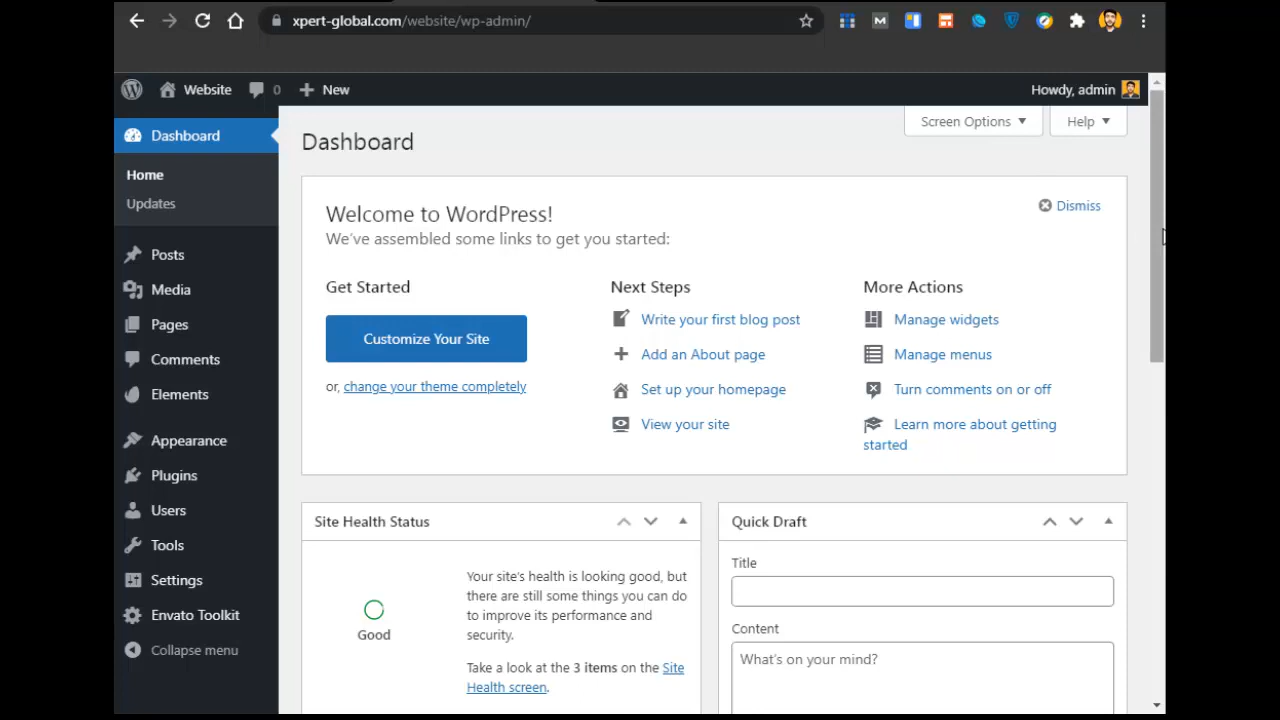 xpert-global.com/website/wp-admin/
Website
0
New
Howdy, admin
Screen Options
Help
Dashboard
Home
Updates
Posts
Media
Pages
Comments
Elements
Appearance
Plugins
Users
Tools
Settings
Envato Toolkit
Collapse menu
Dashboard
Welcome to WordPress!
We've assembled some links to get you started:
Dismiss
Get Started
Customize Your Site
or, change your theme completely
Next Steps
Write your first blog post
Add an About page
Set up your homepage
View your site
More Actions
Manage widgets
Manage menus
Turn comments on or off
Learn more about getting
started
Site Health Status
Good
Your site's health is looking good, but
there are still some things you can do
to improve its performance and
security.
Take a look at the 3 items on the Site
Health screen.
Quick Draft
Title
Content
What's on your mind?